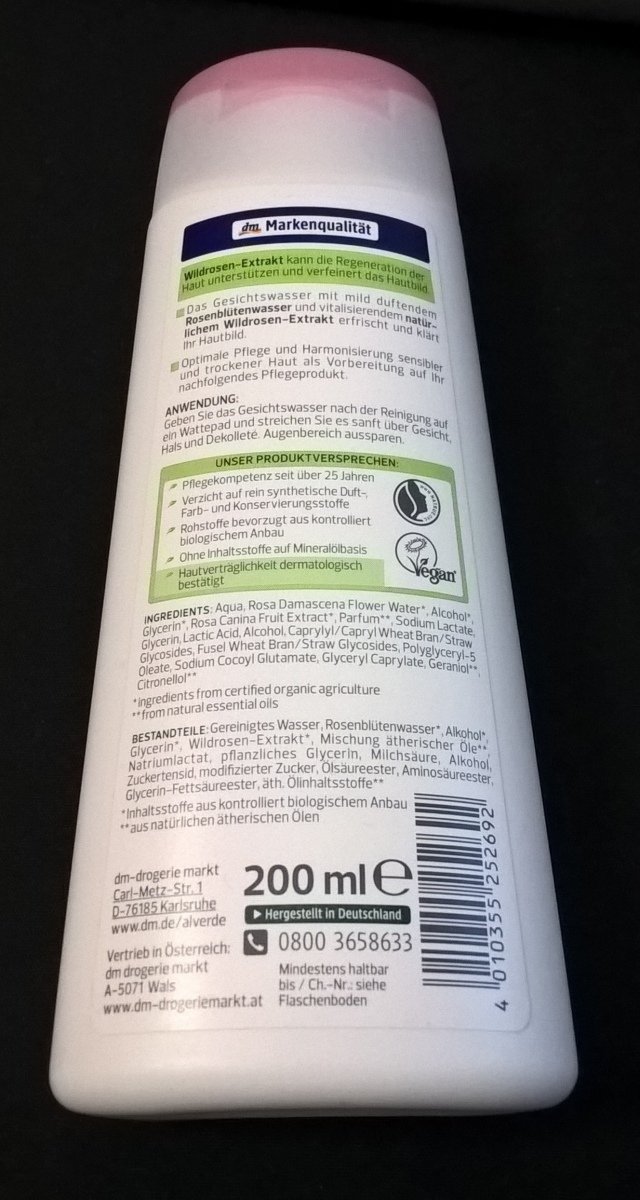 dm Markenqualität
Wildrosen-Extrakt kann die Regeneration der
Haut unterstützen und verfeinert das Hautbild.
Das Gesichtswasser mit mild duftendem
Rosenblütenwasser und vitalisierendem natür-
lichem Wildrosen-Extrakt erfrischt und klärt
Ihr Hautbild.
Optimale Pflege und Harmonisierung sensibler
und trockener Haut als Vorbereitung auf Ihr
nachfolgendes Pflegeprodukt.
ANWENDUNG:
Geben Sie das Gesichtswasser nach der Reinigung auf
ein Wattepad und streichen Sie es sanft über Gesicht,
Hals und Dekolleté. Augenbereich aussparen.
UNSER PRODUKTVERSPRECHEN:
Pflegekompetenz seit über 25 Jahren
Verzicht auf rein synthetische Duft-,
Farb- und Konservierungsstoffe
Rohstoffe bevorzugt aus kontrolliert
biologischem Anbau
Ohne Inhaltsstoffe auf Mineralölbasis
Hautverträglichkeit dermatologisch
bestätigt
Vegan
INGREDIENTS: Aqua, Rosa Damascena Flower Water*, Alcohol*,
Glycerin*, Rosa Canina Fruit Extract*, Parfum**, Sodium Lactate,
Glycerin, Lactic Acid, Alcohol, Caprylyl/Capryl Wheat Bran/Straw
Glycosides, Fusel Wheat Bran/Straw Glycosides, Polyglyceryl-5
Oleate, Sodium Cocoyl Glutamate, Glyceryl Caprylate, Geraniol**,
Citronellol**
*ingredients from certified organic agriculture
**from natural essential oils
BESTANDTEILE: Gereinigtes Wasser, Rosenblütenwasser*, Alkohol*,
Glycerin*, Wildrosen-Extrakt*, Mischung ätherischer Öle**,
Natriumlactat, pflanzliches Glycerin, Milchsäure, Alkohol,
Zuckertensid, modifizierter Zucker, Ölsäureester, Aminosäureester,
Glycerin-Fettsäureester, äth. Ölinhaltsstoffe**
*Inhaltsstoffe aus kontrolliert biologischem Anbau
**aus natürlichen ätherischen Ölen
dm-drogerie markt
Carl-Metz-Str. 1
D-76185 Karlsruhe
www.dm.de/alverde
Vertrieb in Österreich:
dm drogerie markt
A-5071 Wals
www.dm-drogeriemarkt.at
200 ml e
Hergestellt in Deutschland
0800 3658633
Mindestens haltbar
bis / Ch.-Nr.: siehe
Flaschenboden
4 010355 252692